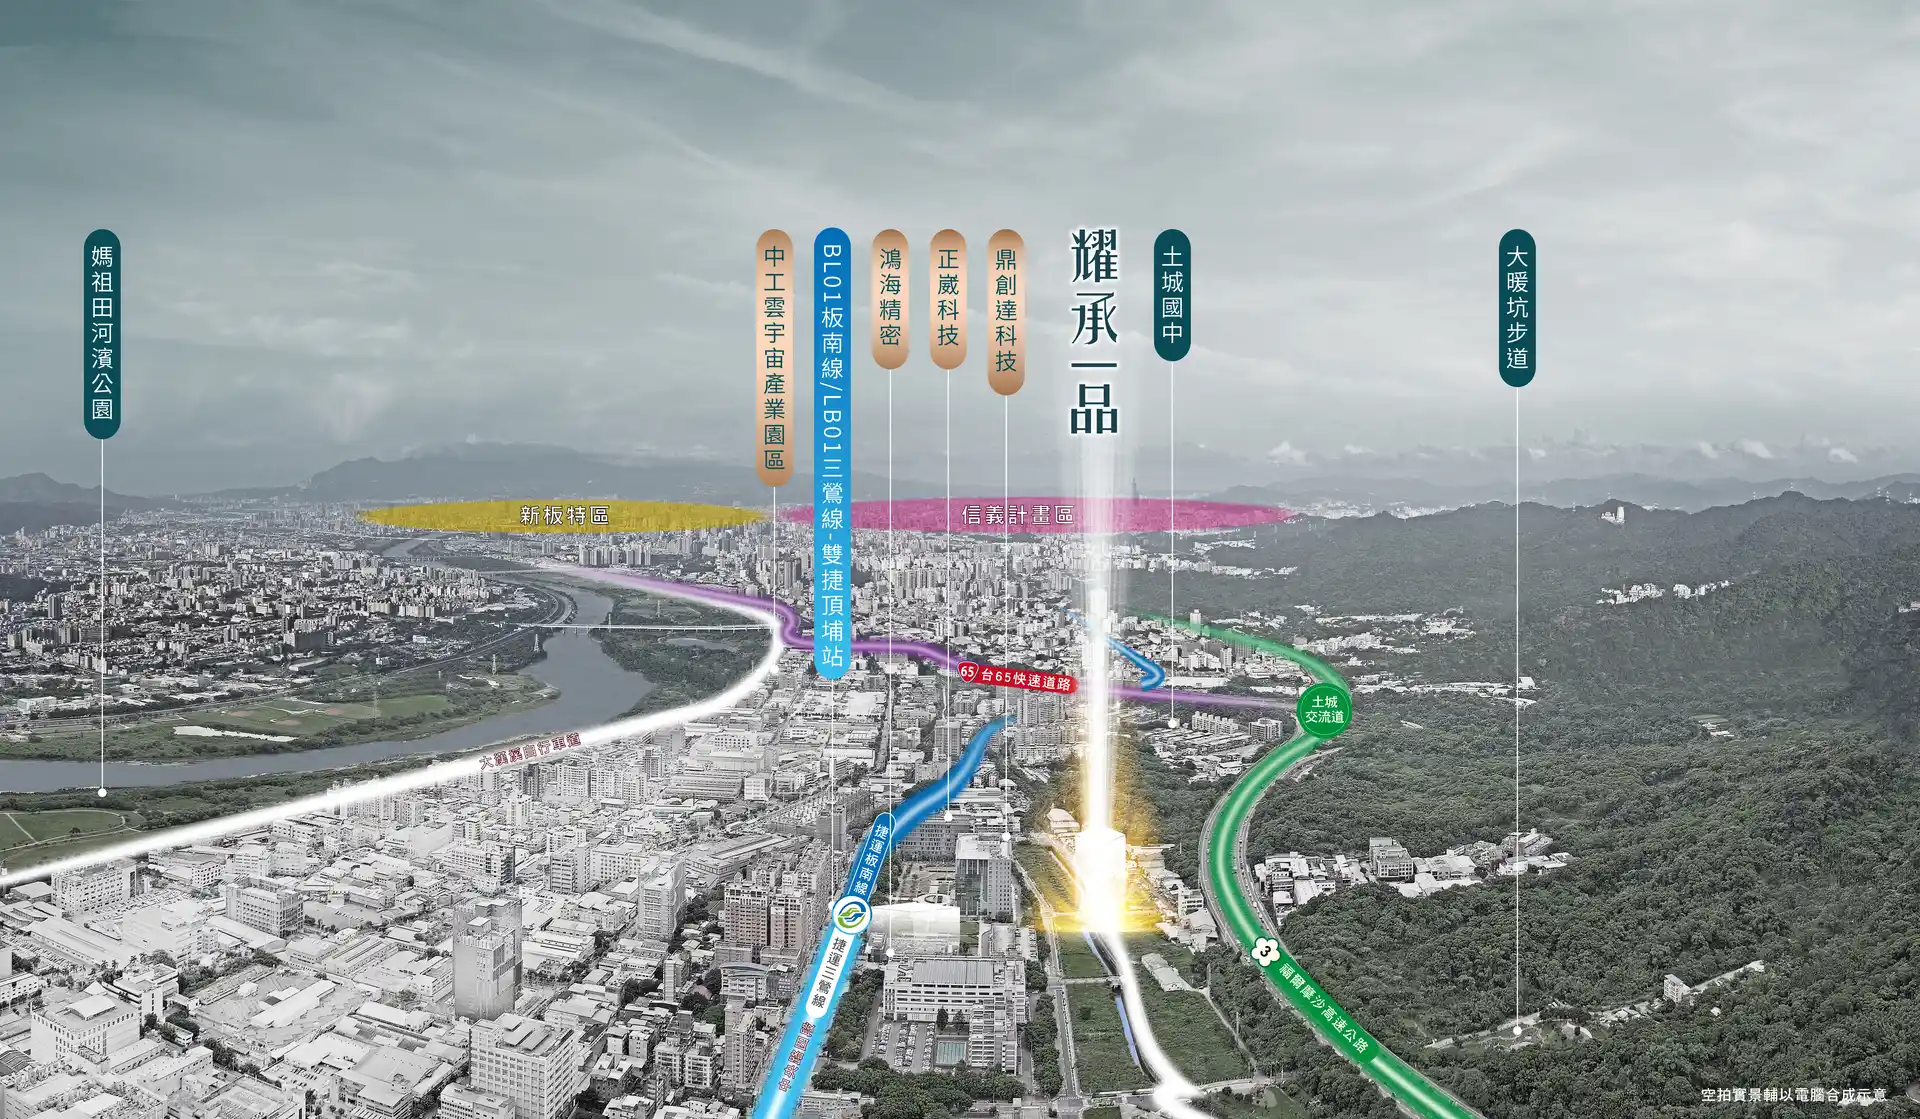 媽祖田河濱公園
中工雲宇宙產業園區
BL01板南線/LB01三鶯線-雙捷頂埔站
鴻海精密
正崴科技
鼎創達科技
耀承一品
土城國中
大暖坑步道
新板特區
信義計畫區
65 台65快速道路
土城
交流道
大漢溪自行車道
捷運板南線
捷運三鶯線
3 福爾摩沙高速公路
空拍實景輔以電腦合成示意